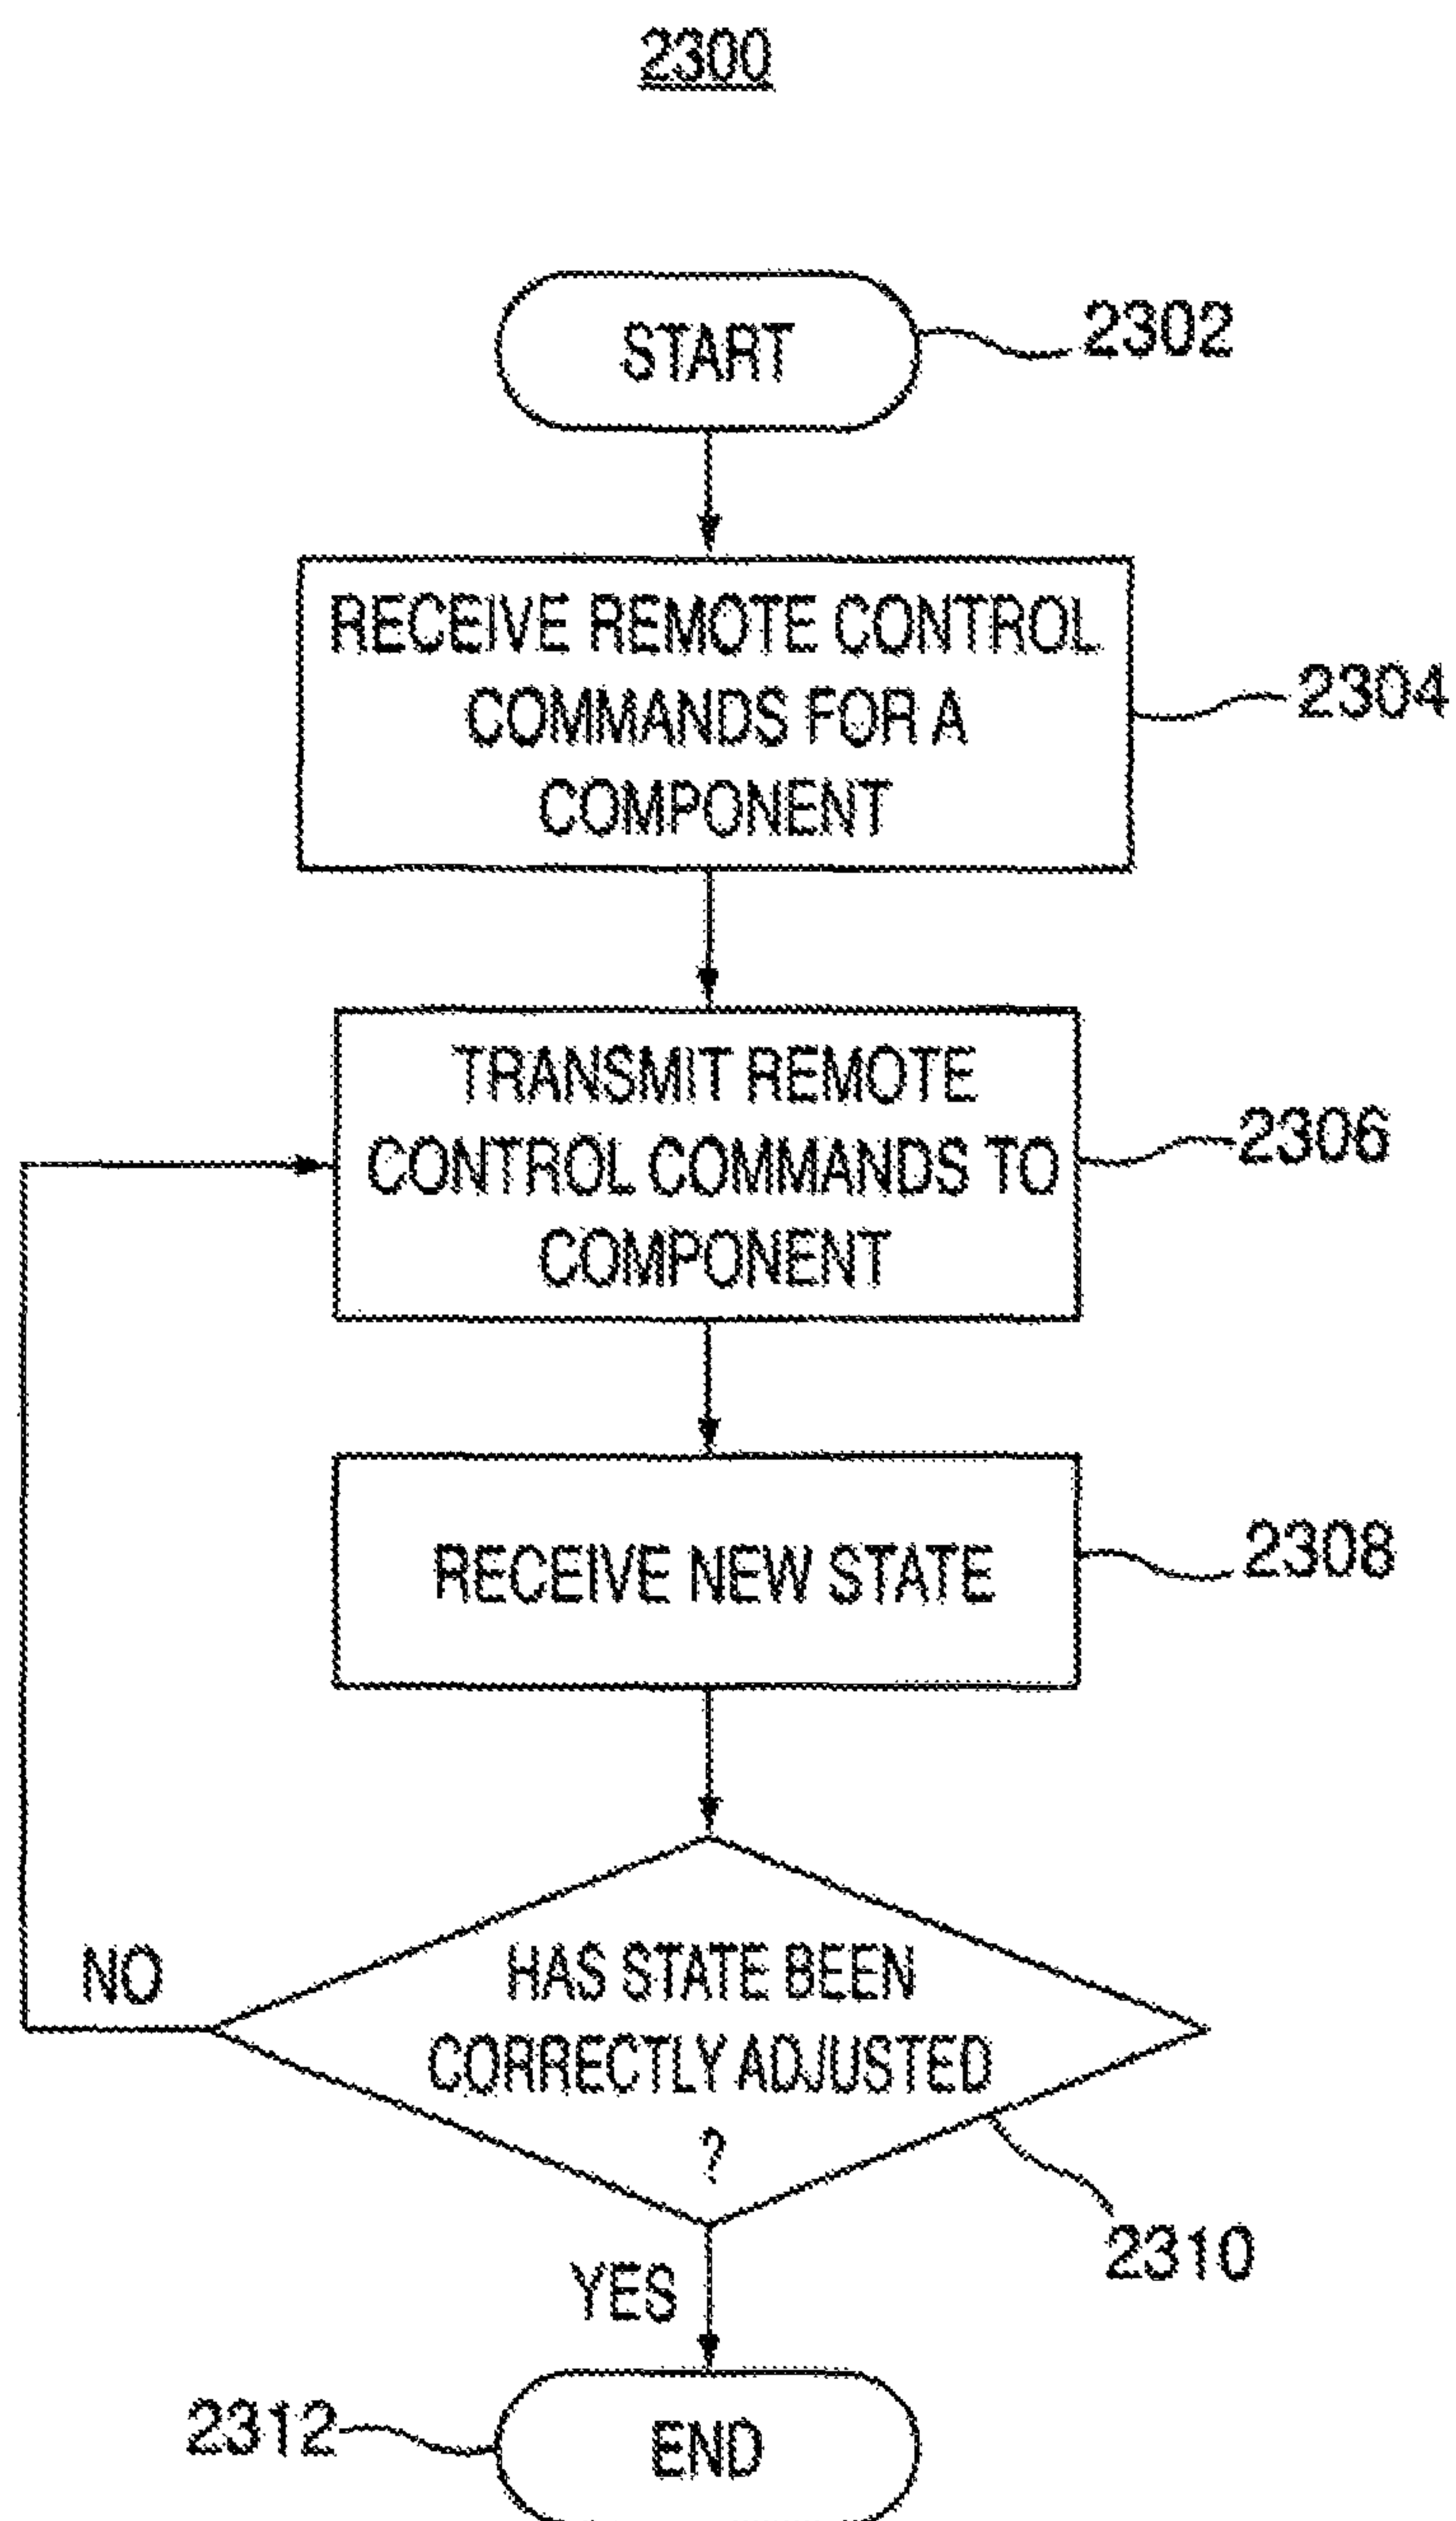 2300
START
2302
RECEIVE REMOTE CONTROL
COMMANDS FOR A
COMPONENT
2304
TRANSMIT REMOTE
CONTROL COMMANDS TO
COMPONENT
2306
RECEIVE NEW STATE
2308
HAS STATE BEEN
CORRECTLY ADJUSTED
?
NO
2310
YES
END
2312